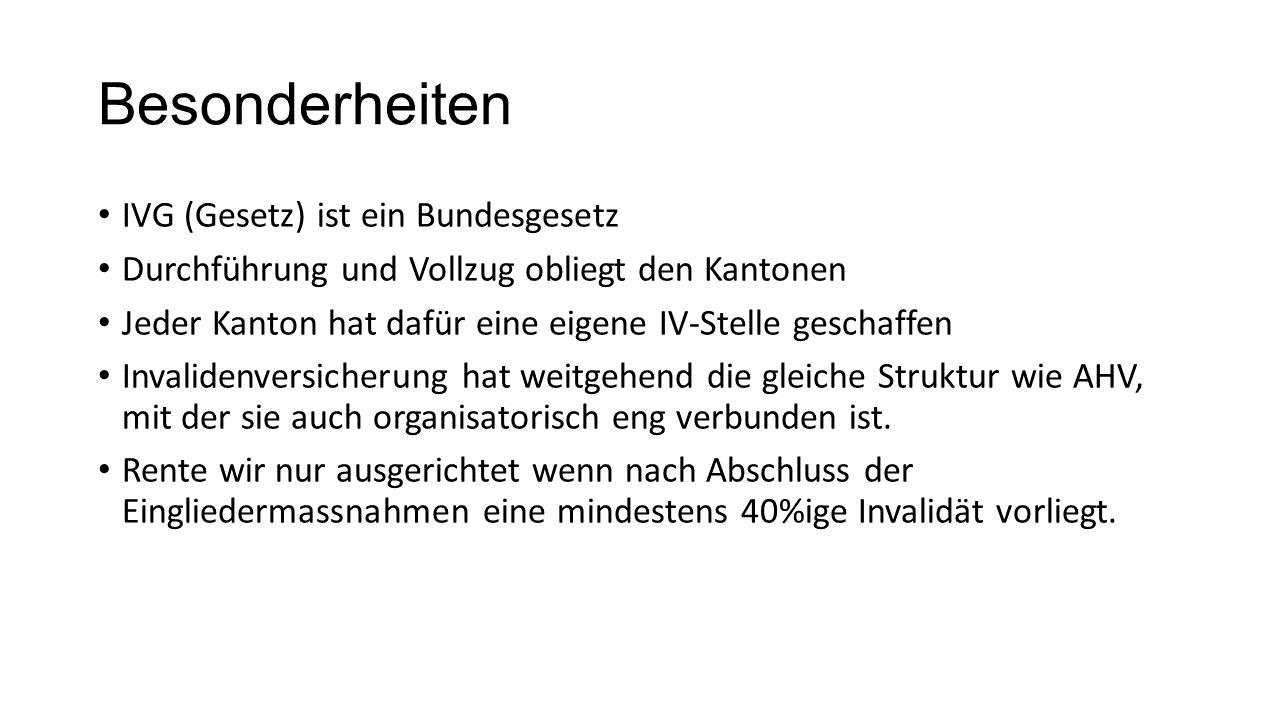 Besonderheiten
• IVG (Gesetz) ist ein Bundesgesetz
• Durchführung und Vollzug obliegt den Kantonen
• Jeder Kanton hat dafür eine eigene IV-Stelle geschaffen
• Invalidenversicherung hat weitgehend die gleiche Struktur wie AHV,
mit der sie auch organisatorisch eng verbunden ist.
• Rente wir nur ausgerichtet wenn nach Abschluss der
Eingliedermassnahmen eine mindestens 40%ige Invalidät vorliegt.